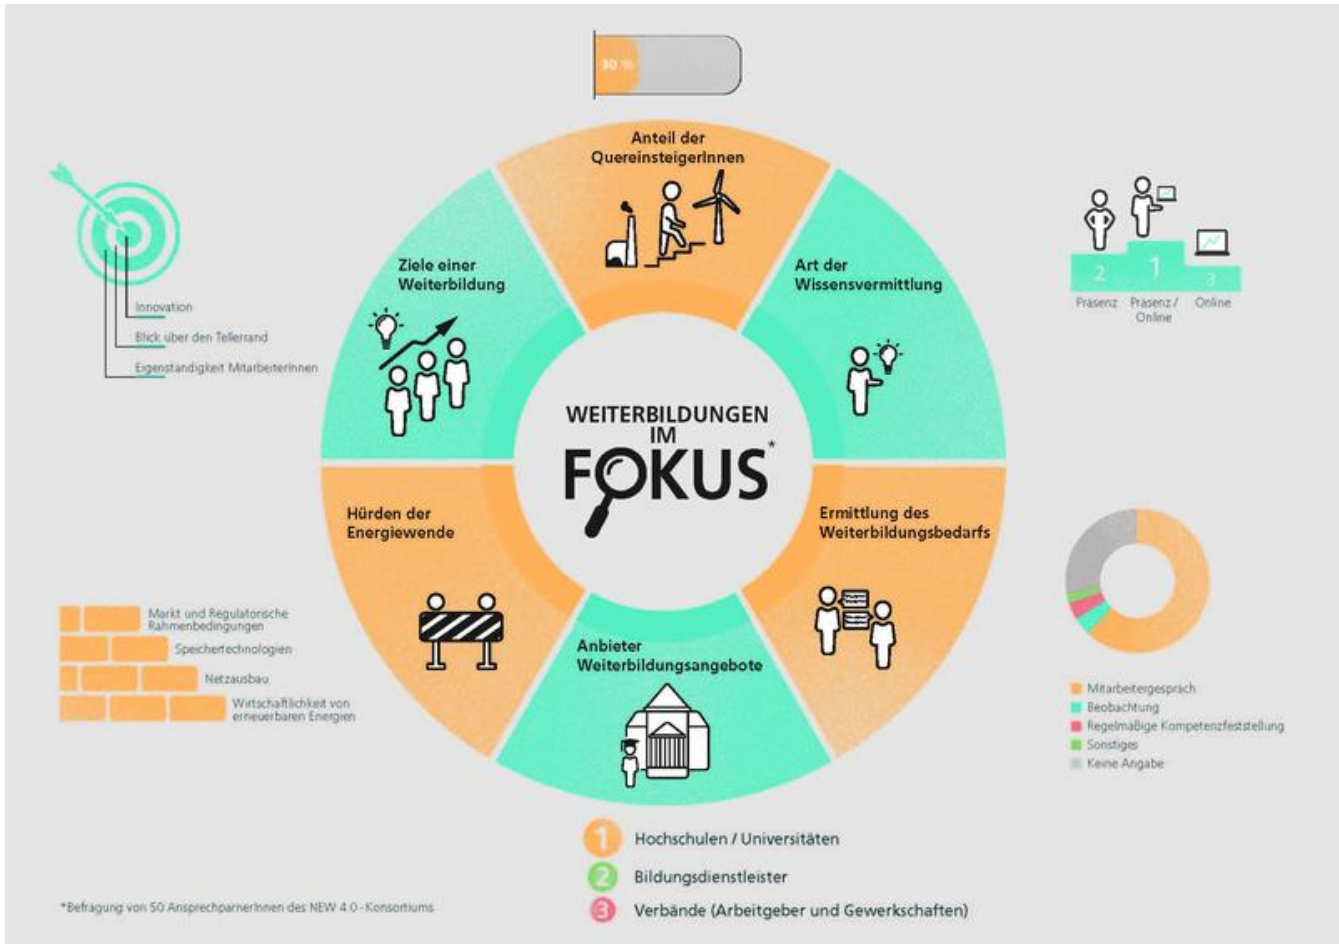 30 %
Anteil der
QuereinsteigerInnen
Ziele einer
Weiterbildung
Art der
Wissensvermittlung
Innovation
Blick über den Tellerrand
Eigenständigkeit MitarbeiterInnen
2
1
3
Präsenz
Präsenz /
Online
Online
WEITERBILDUNGEN
IM
FOKUS*
Hürden der
Energiewende
Ermittlung des
Weiterbildungsbedarfs
Markt und Regulatorische
Rahmenbedingungen
Speichertechnologien
Netzausbau
Wirtschaftlichkeit von
erneuerbaren Energien
Anbieter
Weiterbildungsangebote
Mitarbeitergespräch
Beobachtung
Regelmäßige Kompetenzfeststellung
Sonstiges
Keine Angabe
1 Hochschulen / Universitäten
2 Bildungsdienstleister
3 Verbände (Arbeitgeber und Gewerkschaften)
*Befragung von 50 AnsprechparnerInnen des NEW 4.0-Konsortiums